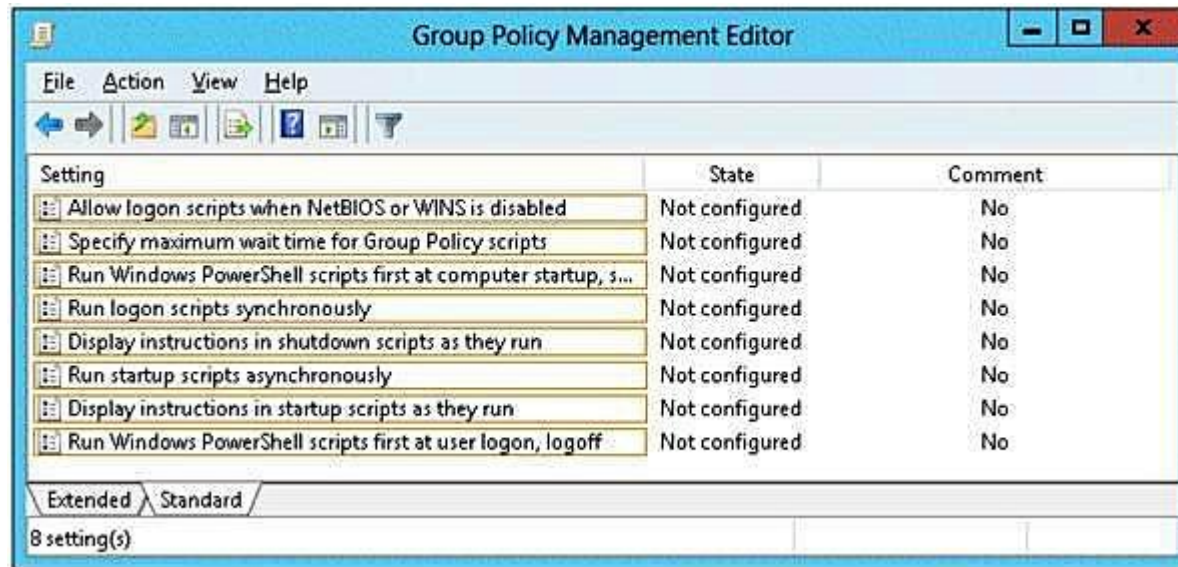 Group Policy Management Editor
File Action View Help
Setting State Comment
Allow logon scripts when NetBIOS or WINS is disabled Not configured No
Specify maximum wait time for Group Policy scripts Not configured No
Run Windows PowerShell scripts first at computer startup, s... Not configured No
Run logon scripts synchronously Not configured No
Display instructions in shutdown scripts as they run Not configured No
Run startup scripts asynchronously Not configured No
Display instructions in startup scripts as they run Not configured No
Run Windows PowerShell scripts first at user logon, logoff Not configured No
Extended Standard
8 setting(s)